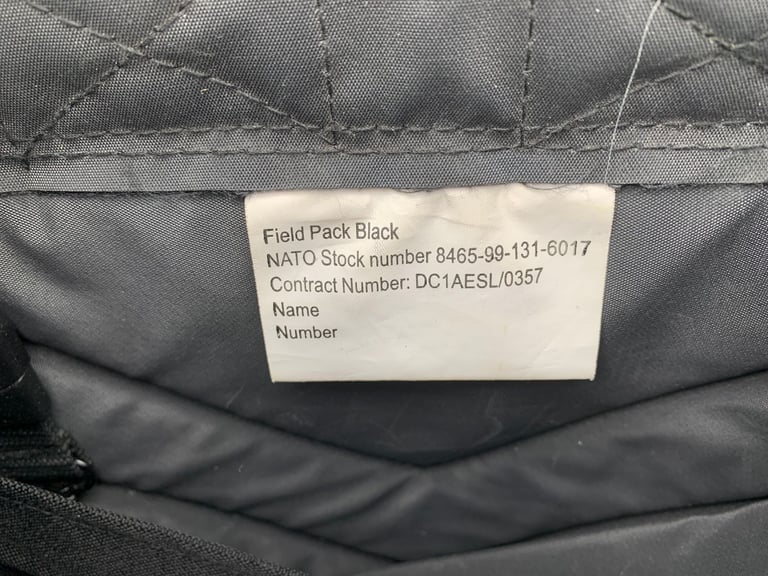 Field Pack Black
NATO Stock number 8465-99-131-6017
Contract Number: DC1AESL/0357
Name
Number